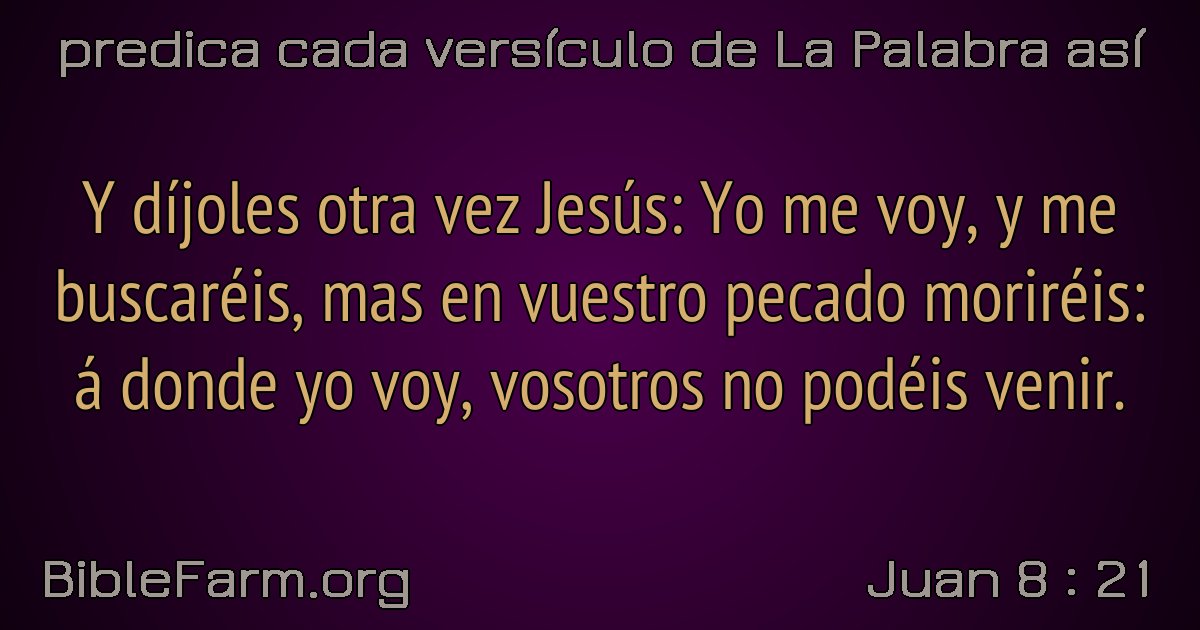 predica cada versículo de La Palabra así
Y díjoles otra vez Jesús: Yo me voy, y me
buscaréis, mas en vuestro pecado moriréis:
á donde yo voy, vosotros no podéis venir.
BibleFarm.org
Juan 8 : 21